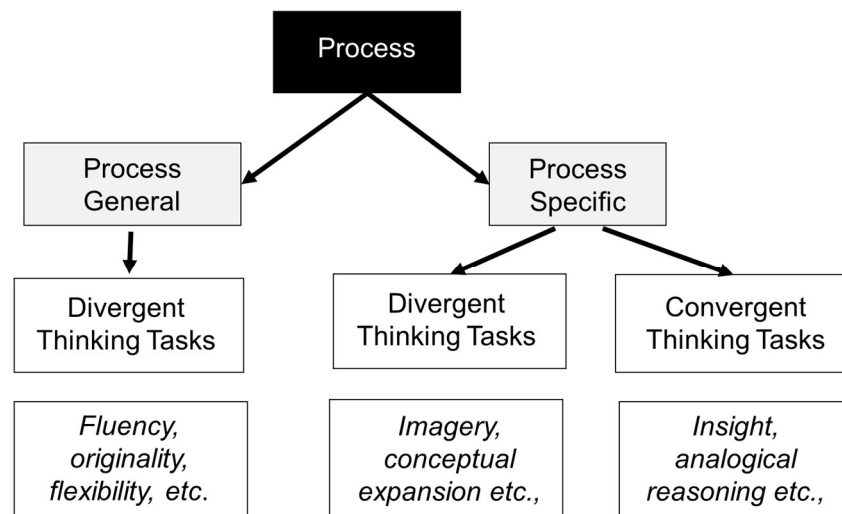 Process
Process
General
Process
Specific
Divergent
Thinking Tasks
Divergent
Thinking Tasks
Convergent
Thinking Tasks
Fluency,
originality,
flexibility, etc.
Imagery,
conceptual
expansion etc.,
Insight,
analogical
reasoning etc.,